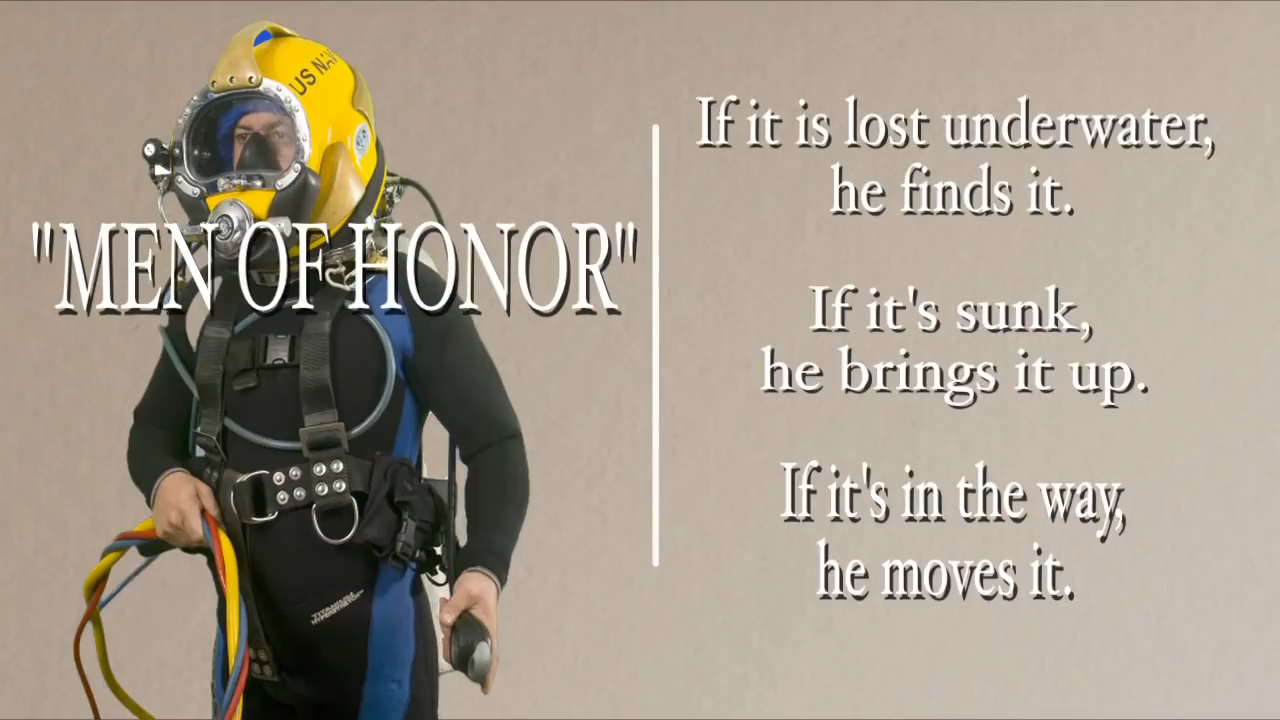 US NAVY
"MEN OF HONOR"
If it is lost underwater,
he finds it.
If it's sunk,
he brings it up.
If it's in the way,
he moves it.
TITANIUM